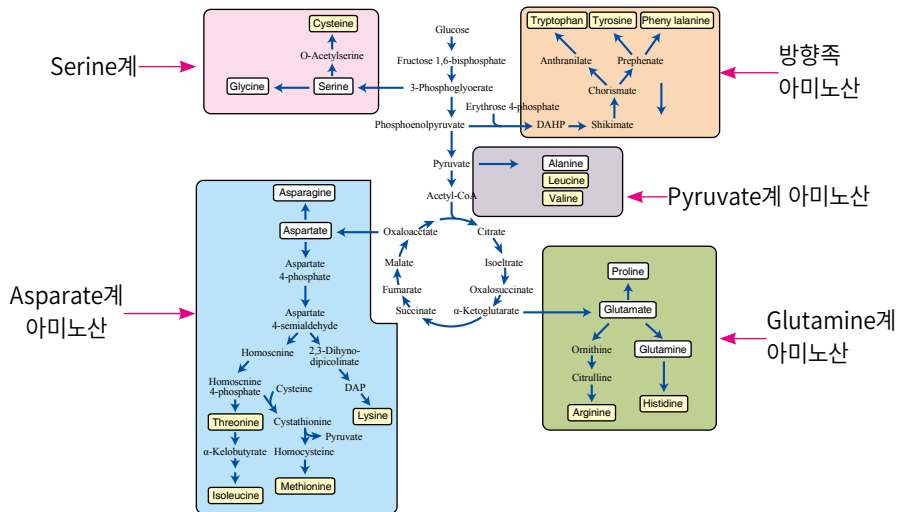 Serine계
Cysteine
O-Acetylserine
Glycine
Serine
Glucose
Fructose 1,6-bisphosphate
3-Phosphoglyoerate
Phosphoenolpyruvate
Erythrose 4-phosphate
DAHP
Shikimate
Chorismate
Anthranilate
Prephenate
Tryptophan
Tyrosine
Pheny lalanine
방향족
아미노산
Pyruvate
Acetyl-CoA
Alanine
Leucine
Valine
Pyruvate계 아미노산
Oxaloacctate
Citrate
Isoeltrate
Oxalosuccinate
α-Ketoglutarate
Succinate
Fumarate
Malate
Asparate계
아미노산
Asparagine
Aspartate
Aspartate
4-phosphate
Aspartate
4-semialdehyde
Homoscnine
2,3-Dihyno-
dipicolinate
Homoscnine
4-phosphate
Cysteine
DAP
Lysine
Threonine
Cystathionine
Pyruvate
α-Kelobutyrate
Homocysteine
Isoleucine
Methionine
Proline
Glutamate
Ornithine
Glutamine
Citrulline
Arginine
Histidine
Glutamine계
아미노산